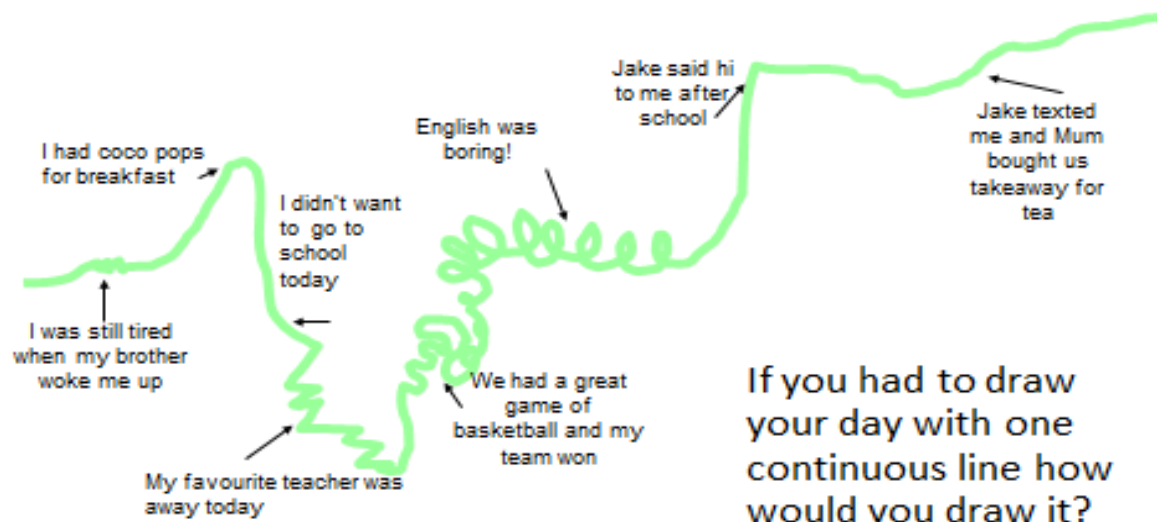 I had coco pops
for breakfast
I was still tired
when my brother
woke me up
I didn't want
to go to
school
today
My favourite teacher was
away today
We had a great
game of
basketball and my
team won
English was
boring!
Jake said hi
to me after
school
Jake texted
me and Mum
bought us
takeaway for
tea
If you had to draw
your day with one
continuous line how
would you draw it?